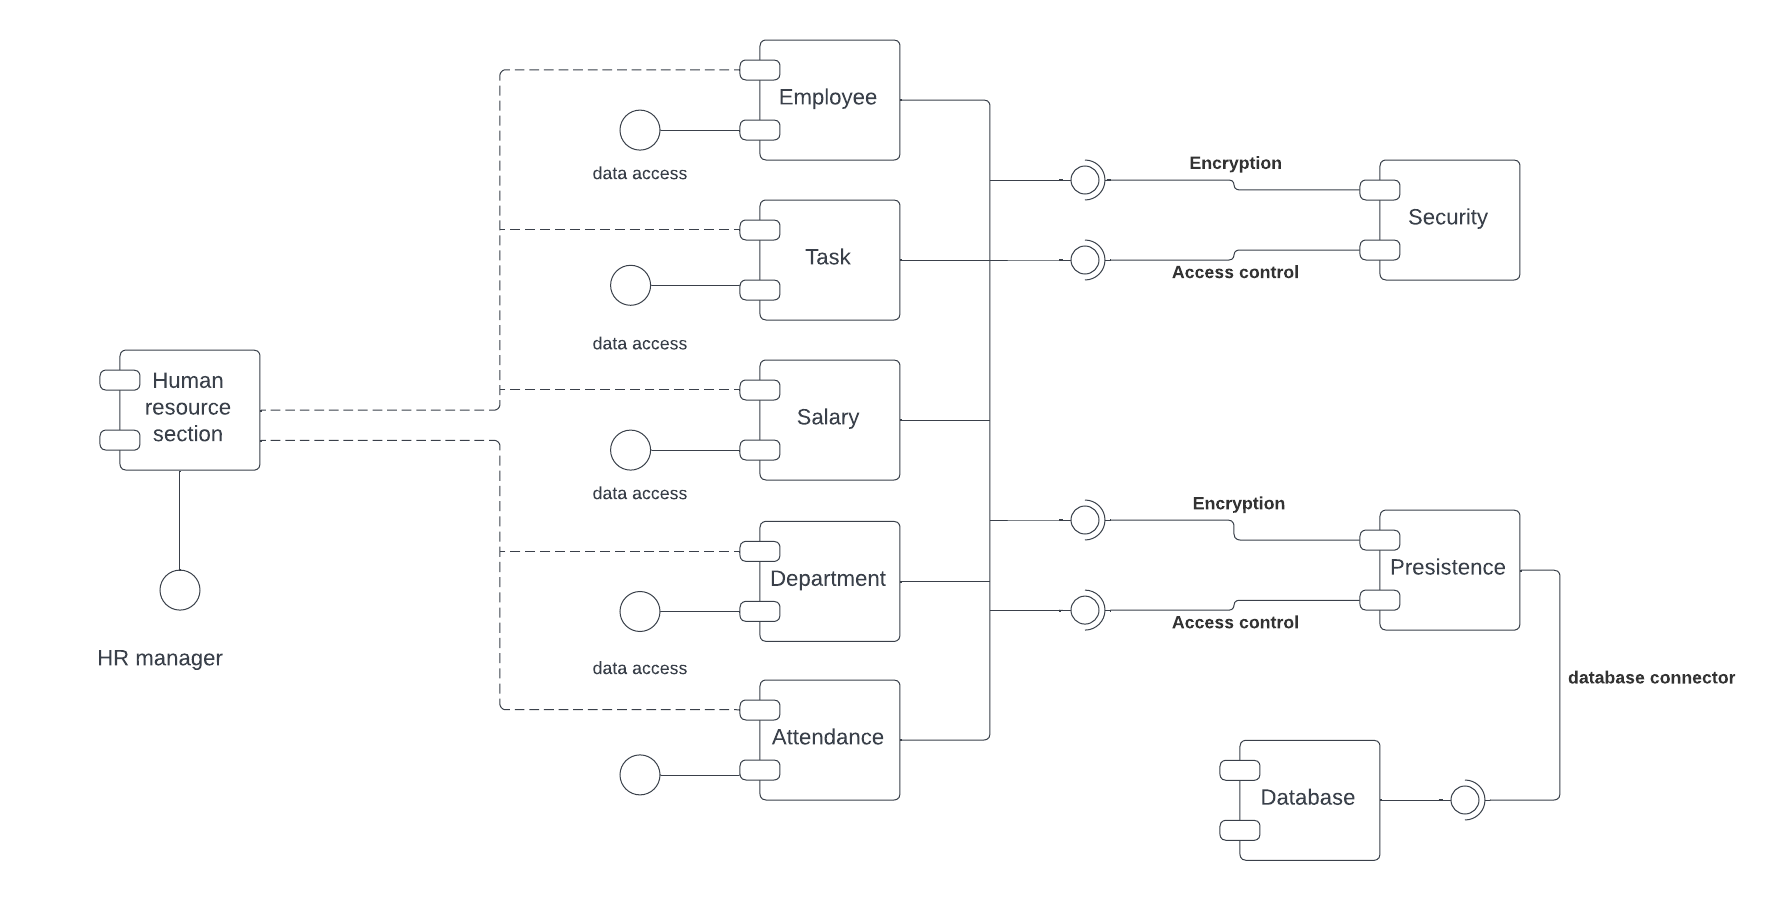 Employee
data access
Encryption
Security
Task
Access control
data access
Human
resource
section
Salary
data access
Encryption
Presistence
Department
Access control
HR manager
data access
database connector
Attendance
Database